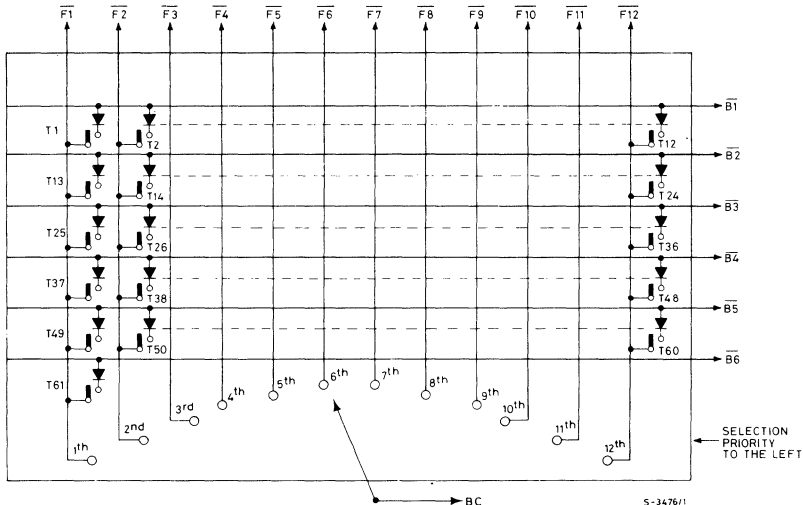 F1 F2 F3 F4 F5 F6 F7 F8 F9 F10 F11 F12
B1
T1 T2 T12
B2
T13 T14 T24
B3
T25 T26 T36
B4
T37 T38 T48
B5
T49 T50 T60
B6
T61
1th 2nd 3rd 4th 5th 6th 7th 8th 9th 10th 11th 12th
SELECTION
PRIORITY
TO THE LEFT
BC
S-3476/1